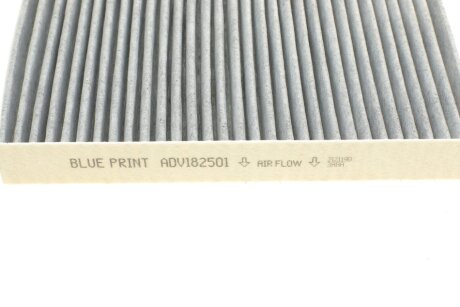 BLUE PRINT ADV182501 AIR FLOW